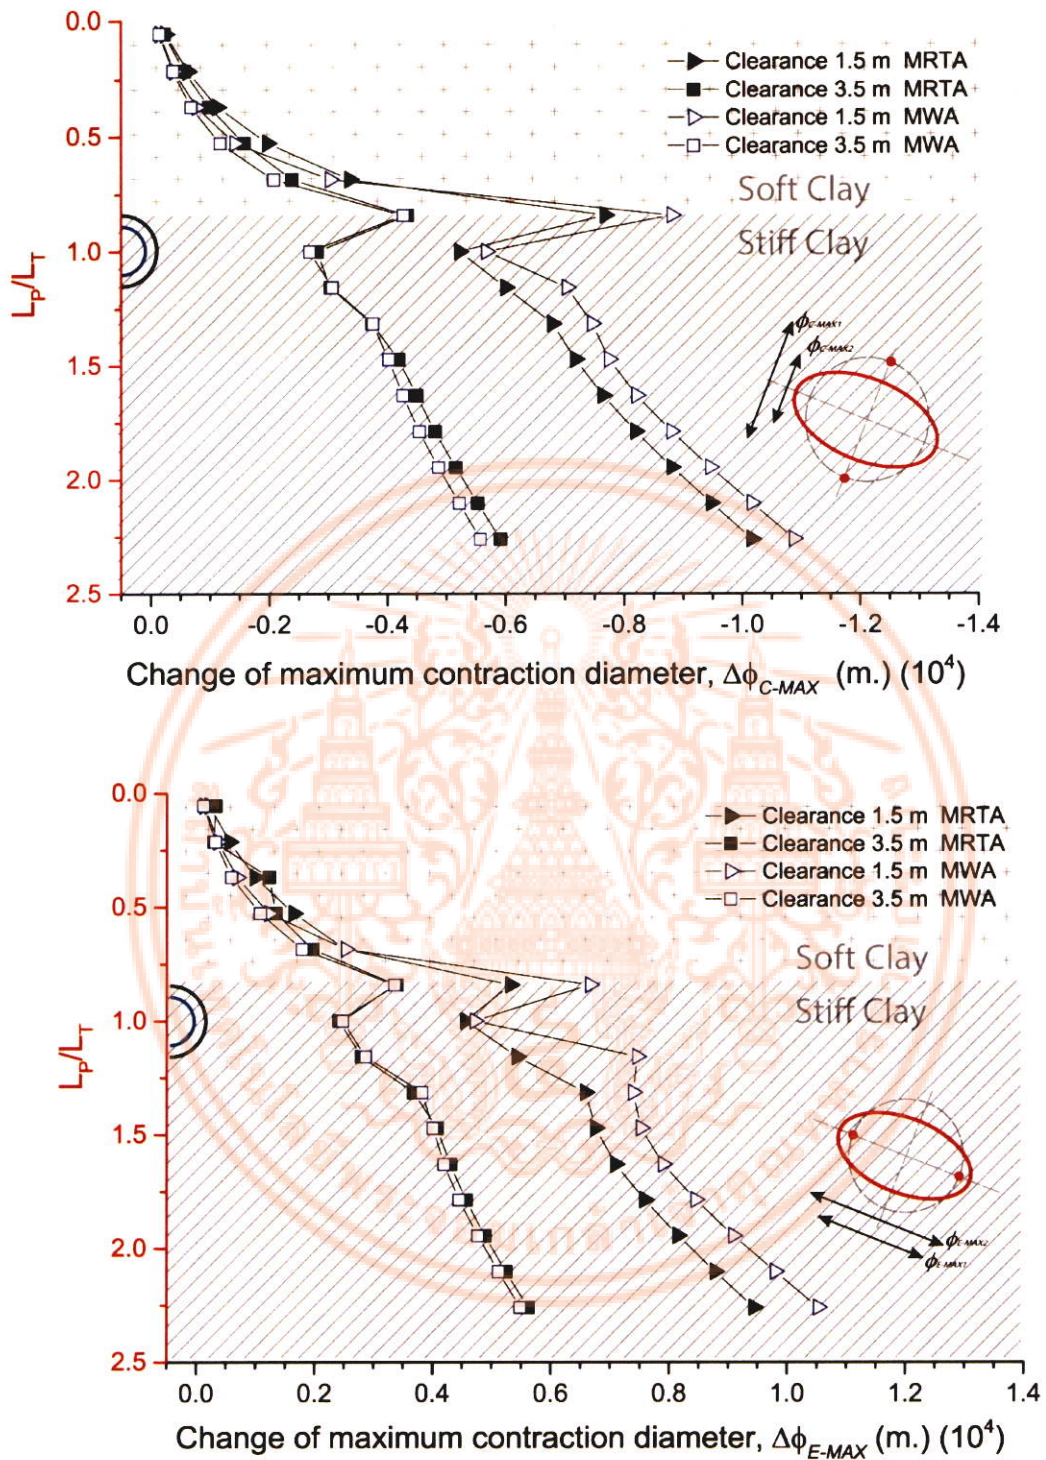 0.0
0.5
1.0
1.5
2.0
2.5
L_P/L_T
Clearance 1.5 m MRTA
Clearance 3.5 m MRTA
Clearance 1.5 m MWA
Clearance 3.5 m MWA
Soft Clay
Stiff Clay
ϕ_C-MAX1
ϕ_C-MAX2
0.0 -0.2 -0.4 -0.6 -0.8 -1.0 -1.2 -1.4
Change of maximum contraction diameter, Δϕ_C-MAX (m.) (10^4)
0.0
0.5
1.0
1.5
2.0
2.5
L_P/L_T
Clearance 1.5 m MRTA
Clearance 3.5 m MRTA
Clearance 1.5 m MWA
Clearance 3.5 m MWA
Soft Clay
Stiff Clay
ϕ_E-MAX2
ϕ_E-MAX1
0.0 0.2 0.4 0.6 0.8 1.0 1.2 1.4
Change of maximum contraction diameter, Δϕ_E-MAX (m.) (10^4)